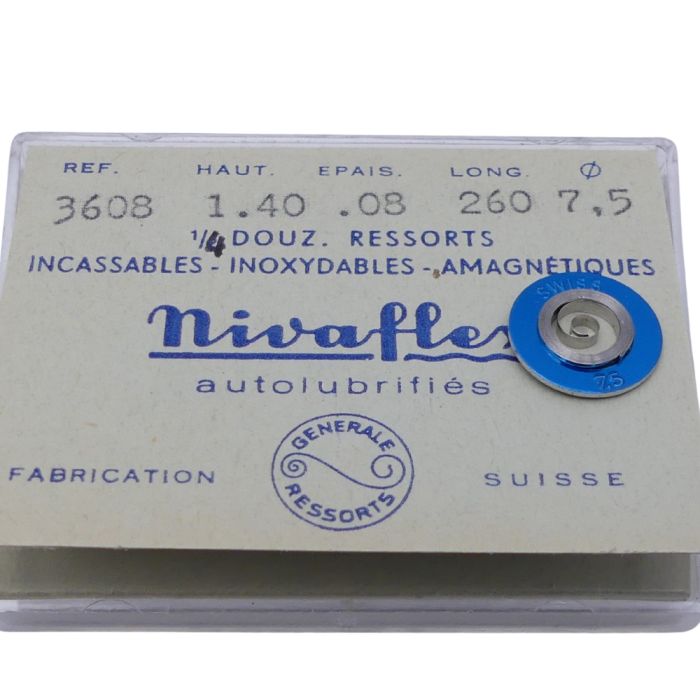 REF. HAUT. EPAIS. LONG. Ø
3608 1.40 .08 260 7,5
1/4 DOUZ. RESSORTS
INCASSABLES - INOXYDABLES - AMAGNÉTIQUES
Nivaflex
autolubrifiés
GENERALE
RESSORTS
FABRICATION SUISSE
SWISS
7,5